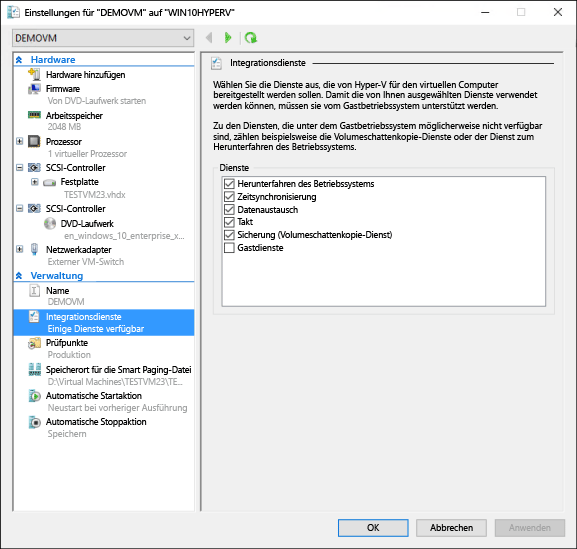 Einstellungen für "DEMOVM" auf "WIN10HYPERV"
DEMOVM
Hardware
Hardware hinzufügen
Firmware
Von DVD-Laufwerk starten
Arbeitsspeicher
2048 MB
Prozessor
1 virtueller Prozessor
SCSI-Controller
Festplatte
TESTVM23.vhdx
SCSI-Controller
DVD-Laufwerk
en_windows_10_enterprise_x...
Netzwerkadapter
Externer VM-Switch
Verwaltung
Name
DEMOVM
Integrationsdienste
Einige Dienste verfügbar
Prüfpunkte
Produktion
Speicherort für die Smart Paging-Datei
D:\Virtual Machines\TESTVM23\TE...
Automatische Startaktion
Neustart bei vorheriger Ausführung
Automatische Stoppaktion
Speichern
Integrationsdienste
Wählen Sie die Dienste aus, die von Hyper-V für den virtuellen Computer
bereitgestellt werden sollen. Damit die von Ihnen ausgewählten Dienste verwendet
werden können, müssen sie vom Gastbetriebssystem unterstützt werden.
Zu den Diensten, die unter dem Gastbetriebssystem möglicherweise nicht verfügbar
sind, zählen beispielsweise die Volumeschattenkopie-Dienste oder der Dienst zum
Herunterfahren des Betriebssystems.
Dienste
Herunterfahren des Betriebssystems
Zeitsynchronisierung
Datenaustausch
Takt
Sicherung (Volumeschattenkopie-Dienst)
Gastdienste
OK
Abbrechen
Anwenden